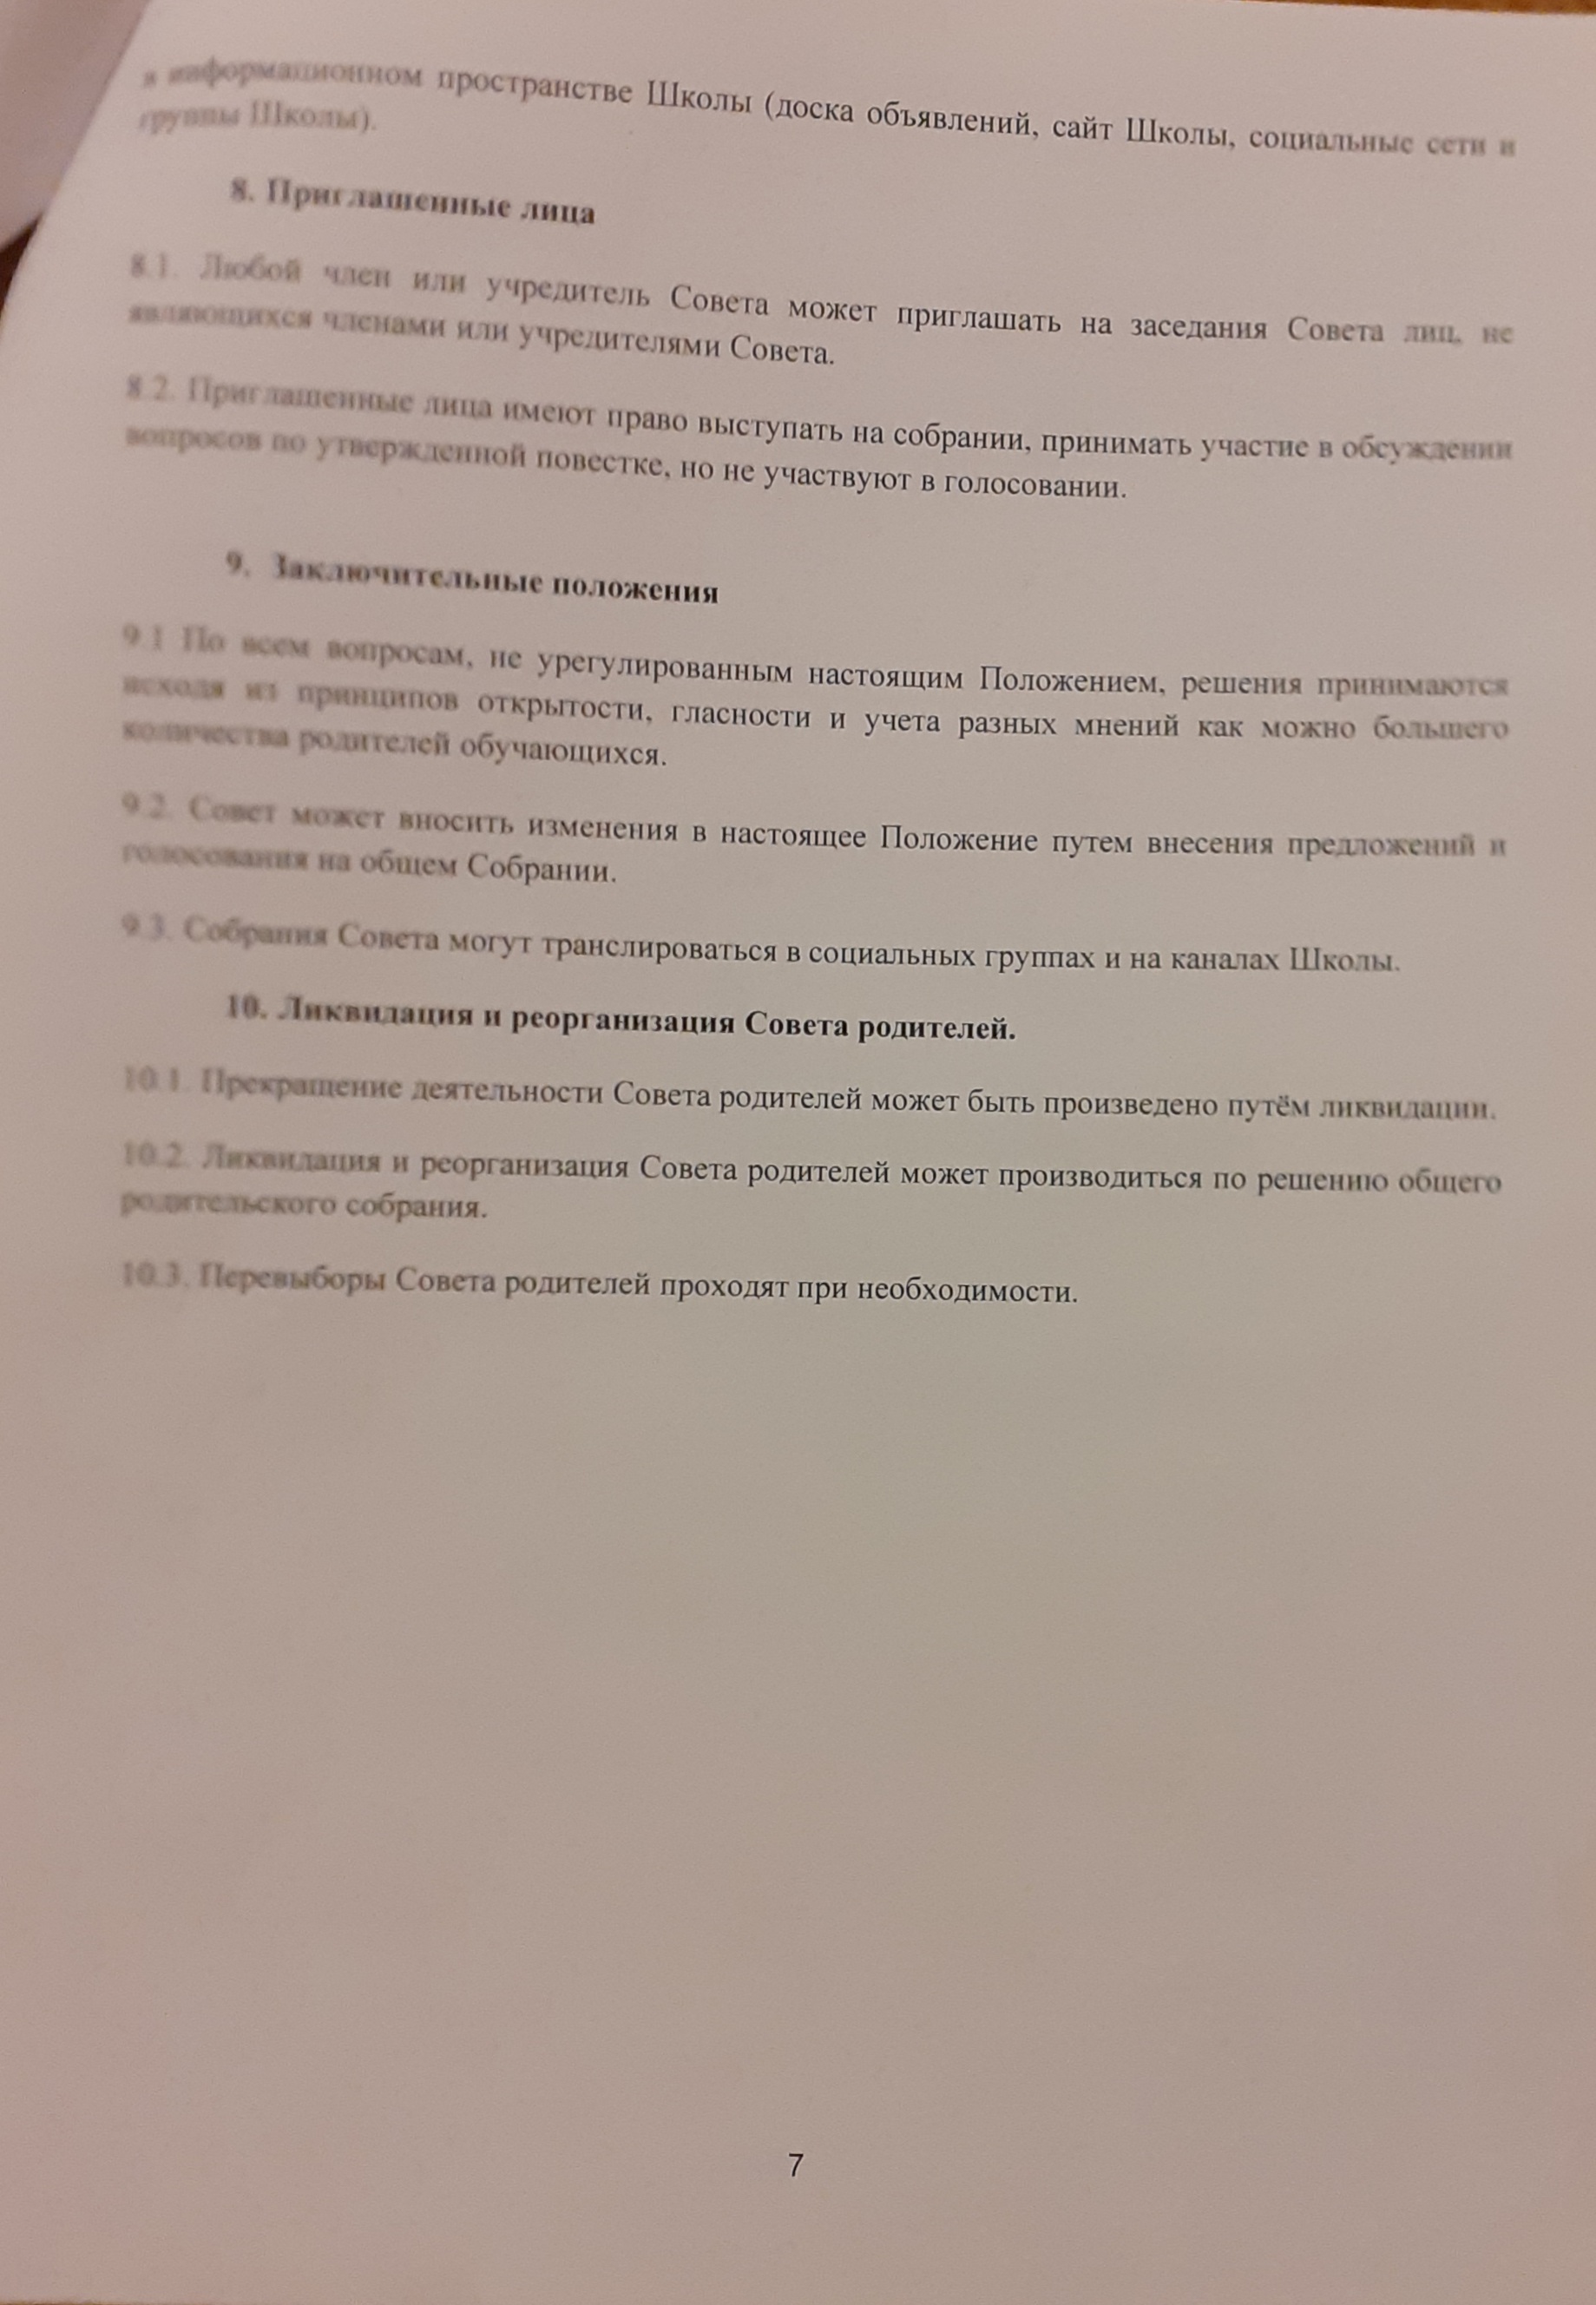 в информационном пространстве Школы (доска объявлений, сайт Школы, социальные сети и
группы Школы).
8. Приглашенные лица
8.1. Любой член или учредитель Совета может приглашать на заседания Совета лиц, не
являющихся членами или учредителями Совета.
8.2. Приглашенные лица имеют право выступать на собрании, принимать участие в обсуждении
вопросов по утвержденной повестке, но не участвуют в голосовании.
9. Заключительные положения
9.1 По всем вопросам, не урегулированным настоящим Положением, решения принимаются
исходя из принципов открытости, гласности и учета разных мнений как можно большего
количества родителей обучающихся.
9.2. Совет может вносить изменения в настоящее Положение путем внесения предложений и
голосования на общем Собрании.
9.3. Собрания Совета могут транслироваться в социальных группах и на каналах Школы.
10. Ликвидация и реорганизация Совета родителей.
10.1. Прекращение деятельности Совета родителей может быть произведено путём ликвидации.
10.2. Ликвидация и реорганизация Совета родителей может производиться по решению общего
родительского собрания.
10.3. Перевыборы Совета родителей проходят при необходимости.
7